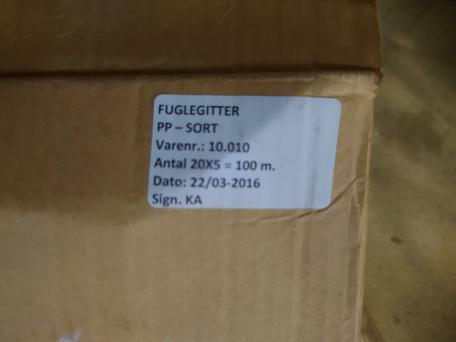 FUGLEGITTER
PP – SORT
Varenr.: 10.010
Antal 20X5 = 100 m.
Dato: 22/03-2016
Sign. KA